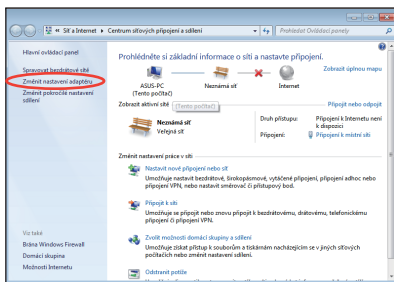 « Síť a Internet ▸ Centrum síťových připojení a sdílení
Prohledat Ovládací panely
Hlavní ovládací panel
Spravovat bezdrátové sítě
Změnit nastavení adaptéru
Změnit pokročilé nastavení
sdílení
Prohlédněte si základní informace o síti a nastavte připojení.
Zobrazit úplnou mapu
ASUS-PC
(Tento počítač)
Neznámá síť
Internet
Zobrazit aktivní sítě
(Tento počítač)
Připojit nebo odpojit
Neznámá síť
Veřejná síť
Druh přístupu:
Připojení k Internetu není
k dispozici
Připojení:
Připojení k místní síti
Změnit nastavení práce v síti
Nastavit nové připojení nebo síť
Umožňuje nastavit bezdrátové, širokopásmové, vytáčené připojení, připojení adhoc nebo
připojení VPN, nebo nastavit směrovač či přístupový bod.
Připojit k síti
Umožňuje se připojit nebo znovu připojit k bezdrátovému, drátovému, telefonickému
připojení či připojení VPN.
Zvolit možnosti domácí skupiny a sdílení
Umožňuje získat přístup k souborům a tiskárnám nacházejícím se v jiných síťových
počítačích nebo změnit nastavení sdílení.
Odstranit potíže
Viz také
Brána Windows Firewall
Domácí skupina
Možnosti Internetu